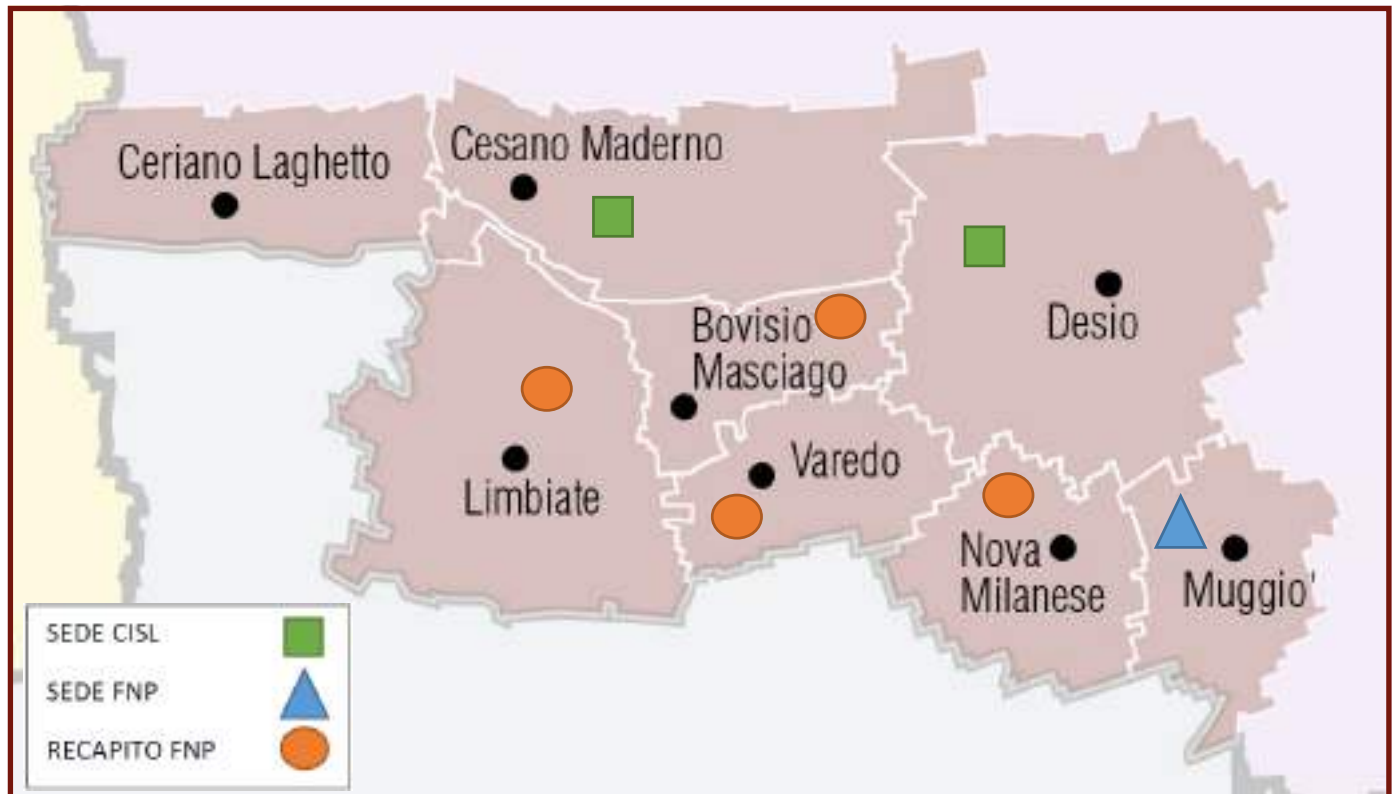 Ceriano Laghetto
Cesano Maderno
Desio
Bovisio
Masciago
Limbiate
Varedo
Nova
Milanese
Muggio'
SEDE CISL
SEDE FNP
RECAPITO FNP